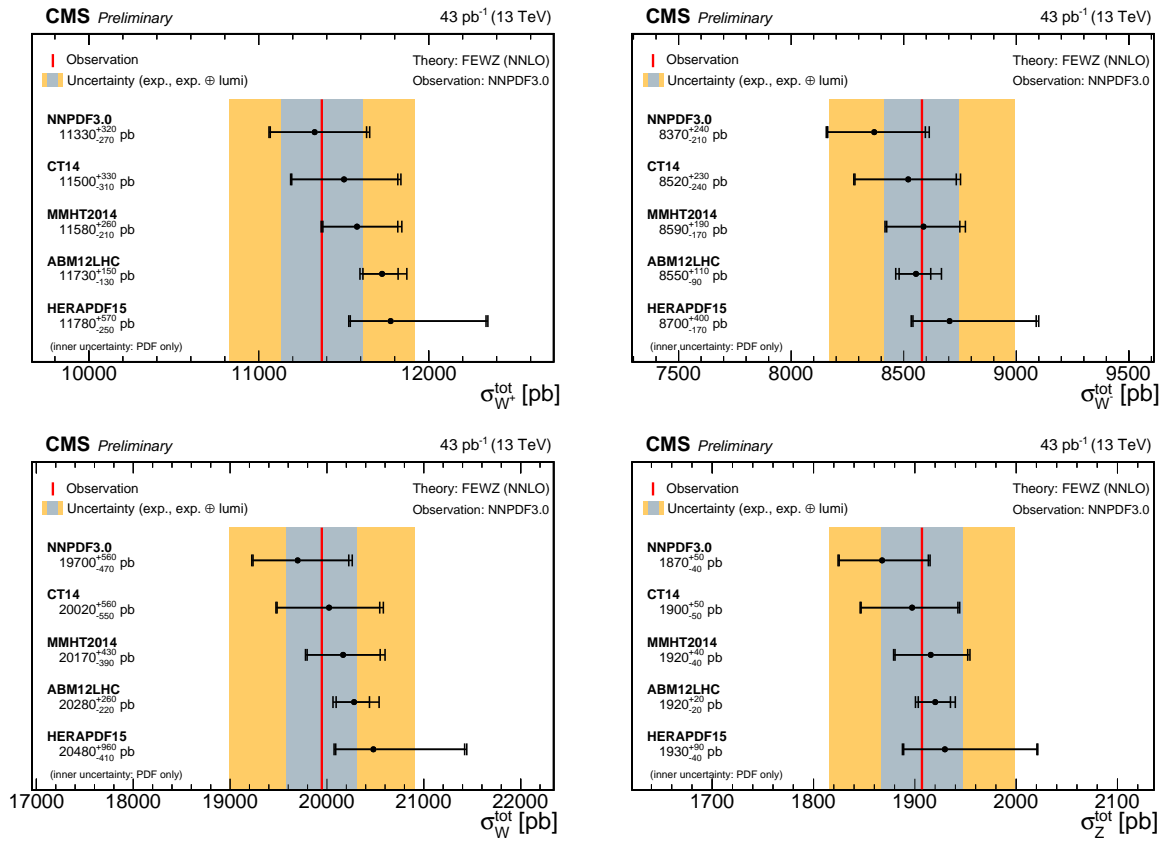 CMS Preliminary 43 pb⁻¹ (13 TeV)
Observation Theory: FEWZ (NNLO)
Uncertainty (exp., exp. ⊕ lumi) Observation: NNPDF3.0
NNPDF3.0
11330 +320 -270 pb
CT14
11500 +330 -310 pb
MMHT2014
11580 +260 -210 pb
ABM12LHC
11730 +150 -130 pb
HERAPDF15
11780 +570 -250 pb
(inner uncertainty: PDF only)
10000 11000 12000
σ tot W⁺ [pb]
CMS Preliminary 43 pb⁻¹ (13 TeV)
Observation Theory: FEWZ (NNLO)
Uncertainty (exp., exp. ⊕ lumi) Observation: NNPDF3.0
NNPDF3.0
8370 +240 -210 pb
CT14
8520 +230 -240 pb
MMHT2014
8590 +190 -170 pb
ABM12LHC
8550 +110 -90 pb
HERAPDF15
8700 +400 -170 pb
(inner uncertainty: PDF only)
7500 8000 8500 9000 9500
σ tot W⁻ [pb]
CMS Preliminary 43 pb⁻¹ (13 TeV)
Observation Theory: FEWZ (NNLO)
Uncertainty (exp., exp. ⊕ lumi) Observation: NNPDF3.0
NNPDF3.0
19700 +560 -470 pb
CT14
20020 +560 -550 pb
MMHT2014
20170 +430 -390 pb
ABM12LHC
20280 +260 -220 pb
HERAPDF15
20480 +960 -410 pb
(inner uncertainty: PDF only)
17000 18000 19000 20000 21000 22000
σ tot W [pb]
CMS Preliminary 43 pb⁻¹ (13 TeV)
Observation Theory: FEWZ (NNLO)
Uncertainty (exp., exp. ⊕ lumi) Observation: NNPDF3.0
NNPDF3.0
1870 +50 -40 pb
CT14
1900 +50 -50 pb
MMHT2014
1920 +40 -40 pb
ABM12LHC
1920 +20 -20 pb
HERAPDF15
1930 +90 -40 pb
(inner uncertainty: PDF only)
1700 1800 1900 2000 2100
σ tot Z [pb]